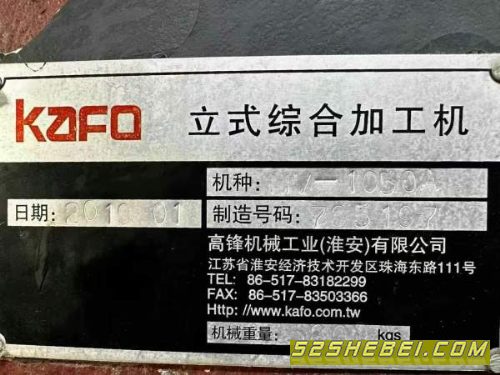 KAFO 立式综合加工机
机种:
日期: 2010.01 制造号码:
高锋机械工业(淮安)有限公司
江苏省淮安经济技术开发区珠海东路111号
TEL: 86-517-83182299
FAX: 86-517-83503366
Http: //www.kafo.com.tw
机械重量: kgs
52SHEBEI.COM